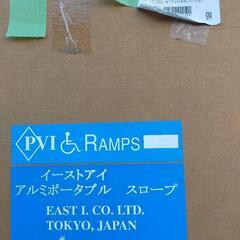 PVI RAMPS
イーストアイ
アルミポータブル スロープ
EAST I. CO. LTD.
TOKYO, JAPAN